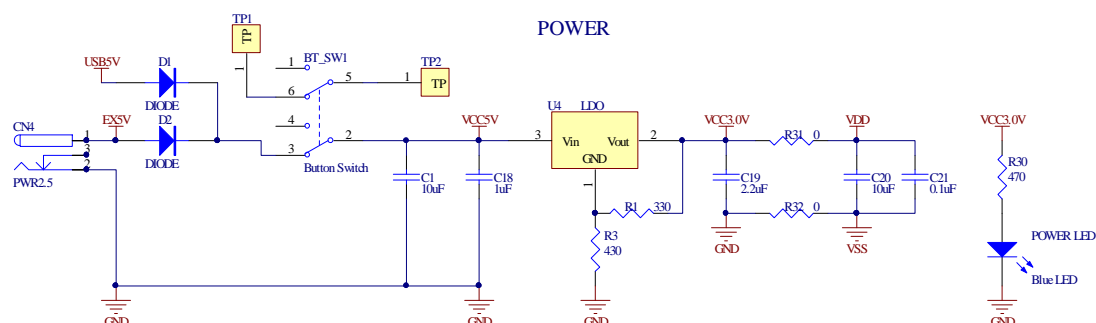 POWER
TP1
TP
1
USB5V
D1
DIODE
BT_SW1
1
5
6
1
TP2
TP
4
CN4
EX5V
D2
DIODE
1
3
2
PWR2.5
3
2
Button Switch
VCC5V
C1
10uF
C18
1uF
U4
LDO
3
Vin
Vout
2
GND
1
R1
330
R3
430
VCC3.0V
R31
0
VDD
C19
2.2uF
C20
10uF
C21
0.1uF
R32
0
GND
VSS
VCC3.0V
R30
470
POWER LED
Blue LED
GND
GND
GND
GND